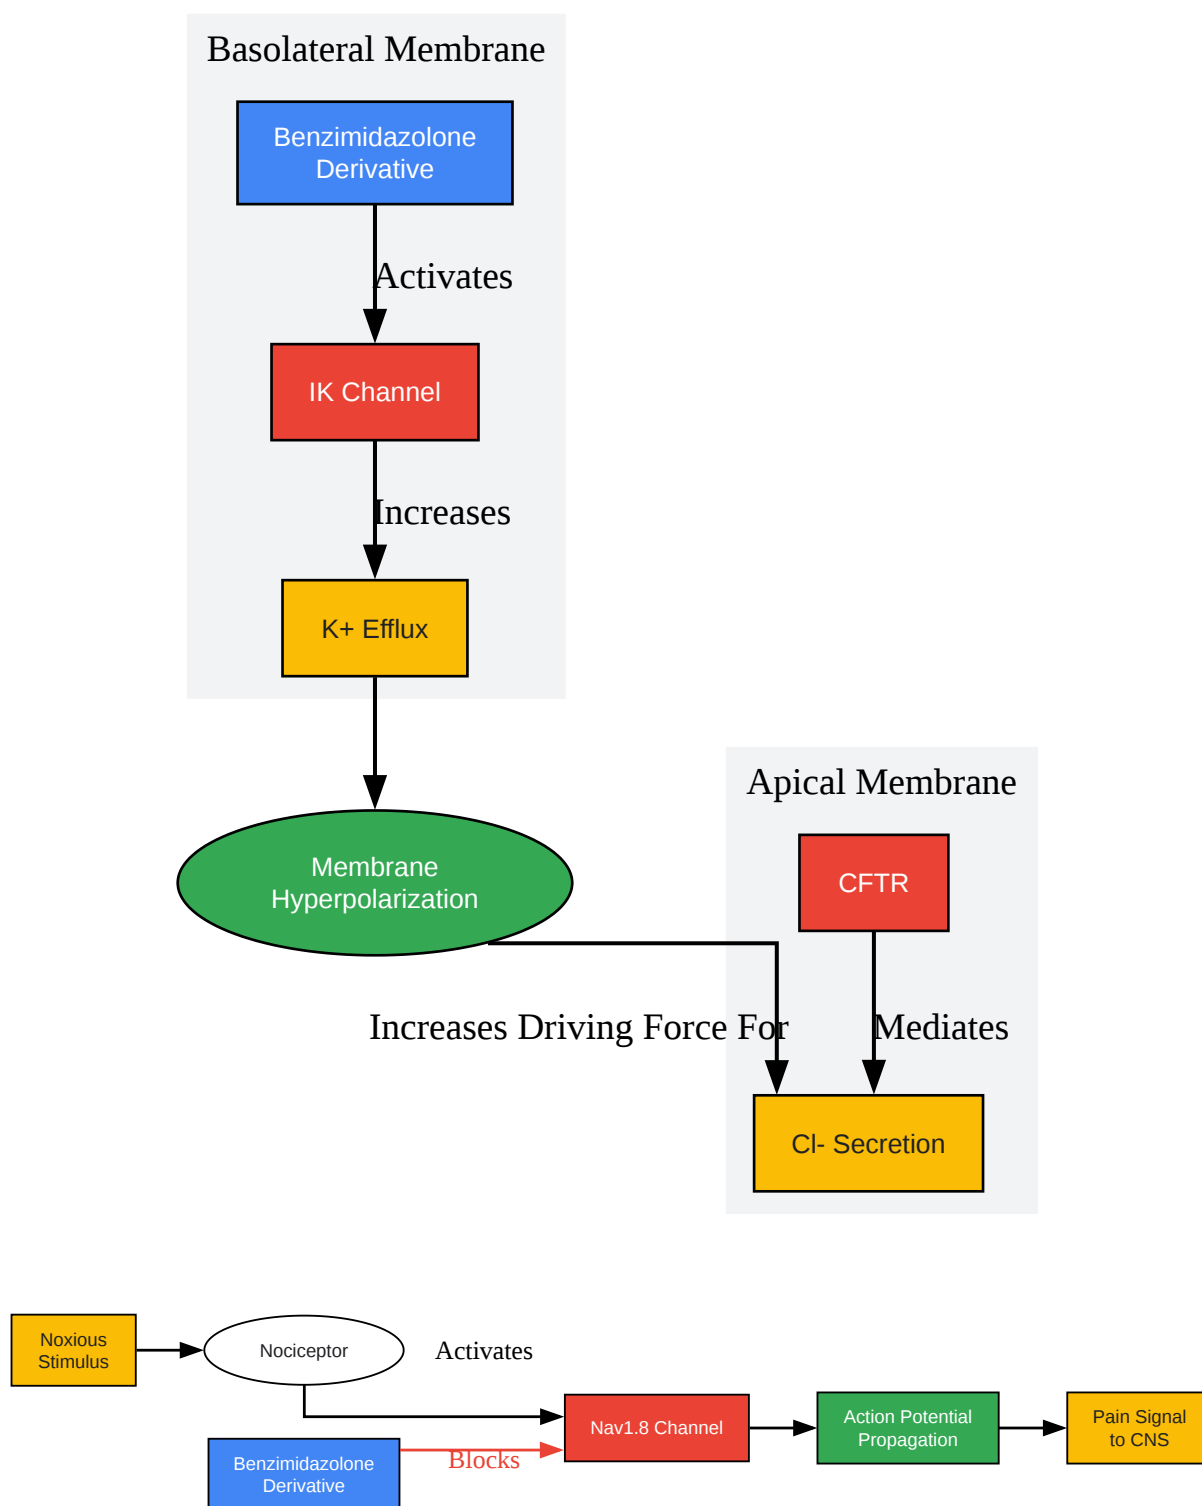 Basolateral Membrane
Benzimidazolone
Derivative
Activates
IK Channel
Increases
K+ Efflux
Membrane
Hyperpolarization
Apical Membrane
CFTR
Increases Driving Force For
Mediates
Cl- Secretion
Noxious
Stimulus
Nociceptor
Activates
Benzimidazolone
Derivative
Blocks
Nav1.8 Channel
Action Potential
Propagation
Pain Signal
to CNS